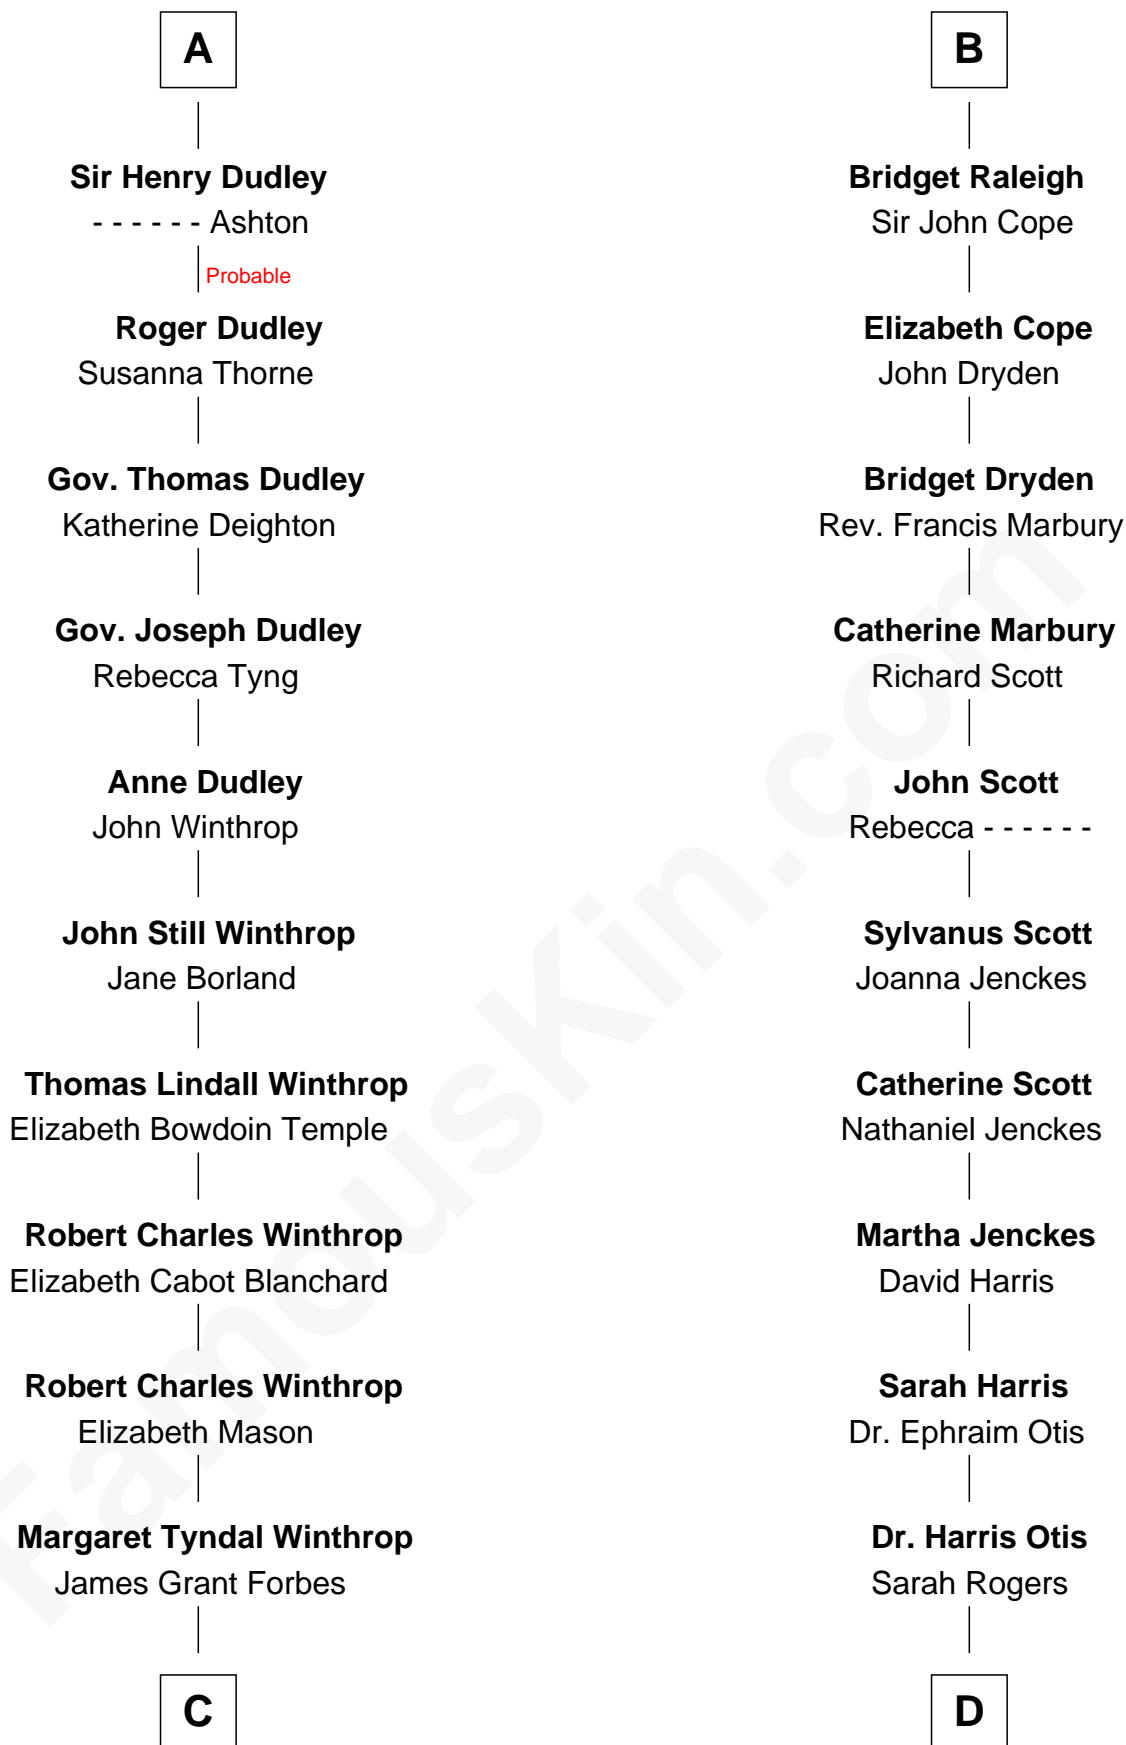 A
Sir Henry Dudley
- - - - - - Ashton
Probable
Roger Dudley
Susanna Thorne
Gov. Thomas Dudley
Katherine Deighton
Gov. Joseph Dudley
Rebecca Tyng
Anne Dudley
John Winthrop
John Still Winthrop
Jane Borland
Thomas Lindall Winthrop
Elizabeth Bowdoin Temple
Robert Charles Winthrop
Elizabeth Cabot Blanchard
Robert Charles Winthrop
Elizabeth Mason
Margaret Tyndal Winthrop
James Grant Forbes
C
B
Bridget Raleigh
Sir John Cope
Elizabeth Cope
John Dryden
Bridget Dryden
Rev. Francis Marbury
Catherine Marbury
Richard Scott
John Scott
Rebecca - - - - - -
Sylvanus Scott
Joanna Jenckes
Catherine Scott
Nathaniel Jenckes
Martha Jenckes
David Harris
Sarah Harris
Dr. Ephraim Otis
Dr. Harris Otis
Sarah Rogers
D
FamousKin.com